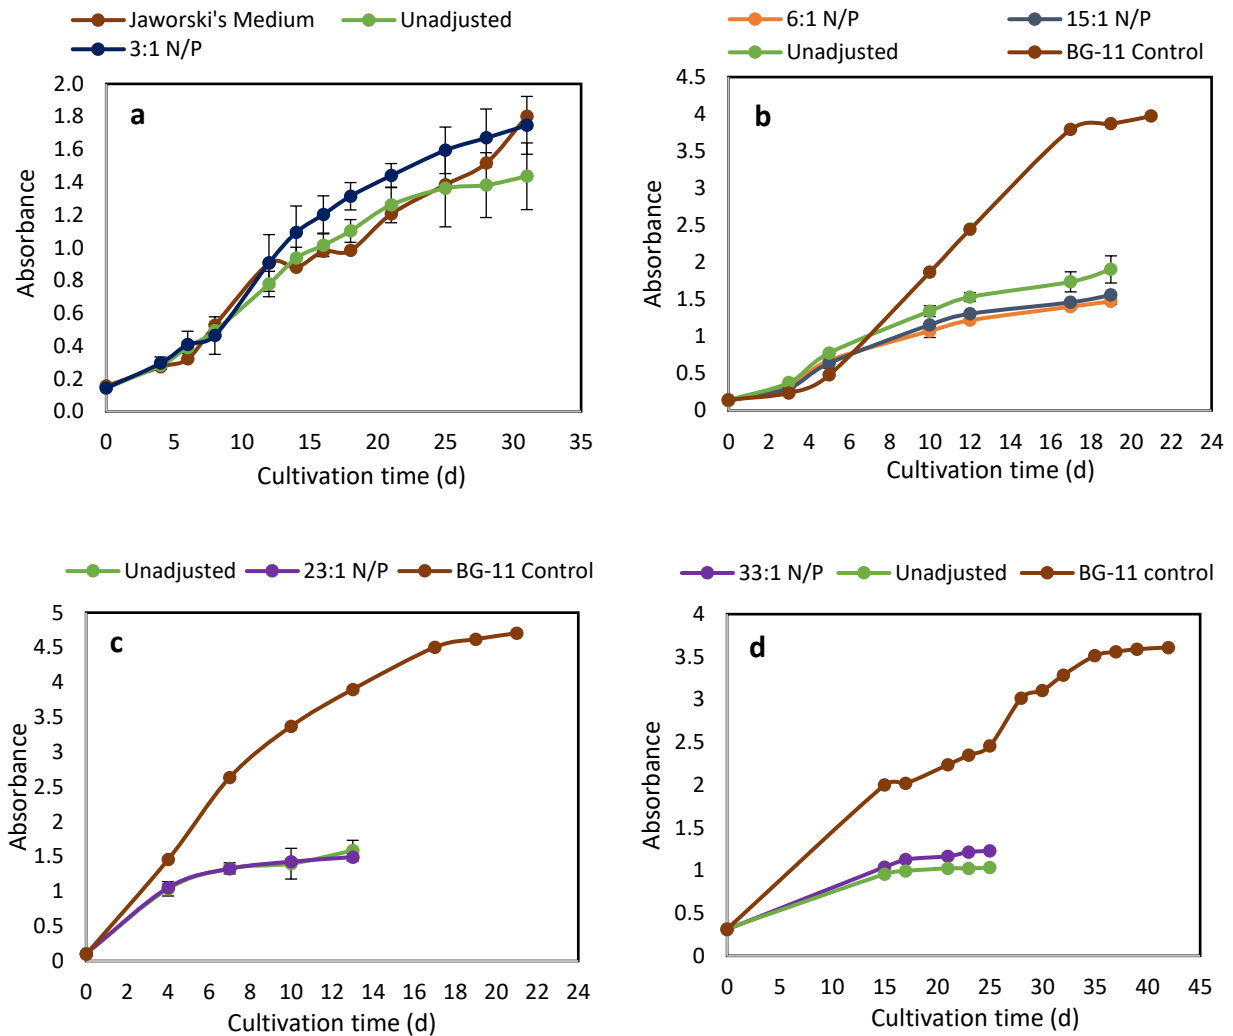 Jaworski's Medium Unadjusted
3:1 N/P
a
2.0
1.8
1.6
1.4
1.2
1.0
0.8
0.6
0.4
0.2
0.0
Absorbance
0 5 10 15 20 25 30 35
Cultivation time (d)
6:1 N/P 15:1 N/P
Unadjusted BG-11 Control
b
4.5
4
3.5
3
2.5
2
1.5
1
0.5
0
Absorbance
0 2 4 6 8 10 12 14 16 18 20 22 24
Cultivation time (d)
Unadjusted 23:1 N/P BG-11 Control
c
5
4.5
4
3.5
3
2.5
2
1.5
1
0.5
0
Absorbance
0 2 4 6 8 10 12 14 16 18 20 22 24
Cultivation time (d)
33:1 N/P Unadjusted BG-11 control
d
4
3.5
3
2.5
2
1.5
1
0.5
0
Absorbance
0 5 10 15 20 25 30 35 40 45
Cultivation time (d)